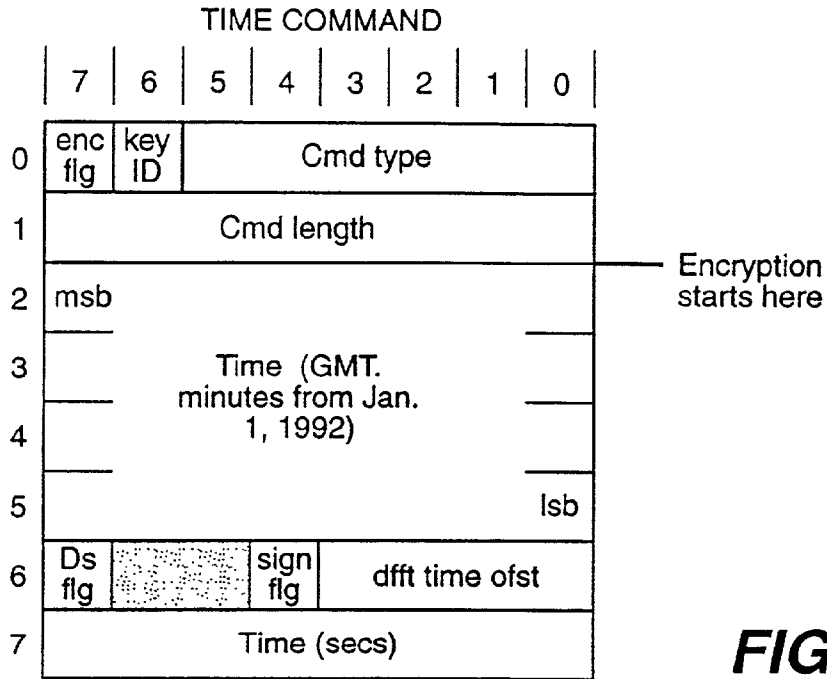 TIME COMMAND
7 6 5 4 3 2 1 0
0 enc flg key ID Cmd type
1 Cmd length
Encryption starts here
2 msb
3 Time (GMT.
minutes from Jan.
4 1, 1992)
5 lsb
6 Ds flg sign flg dfft time ofst
7 Time (secs)
FIG